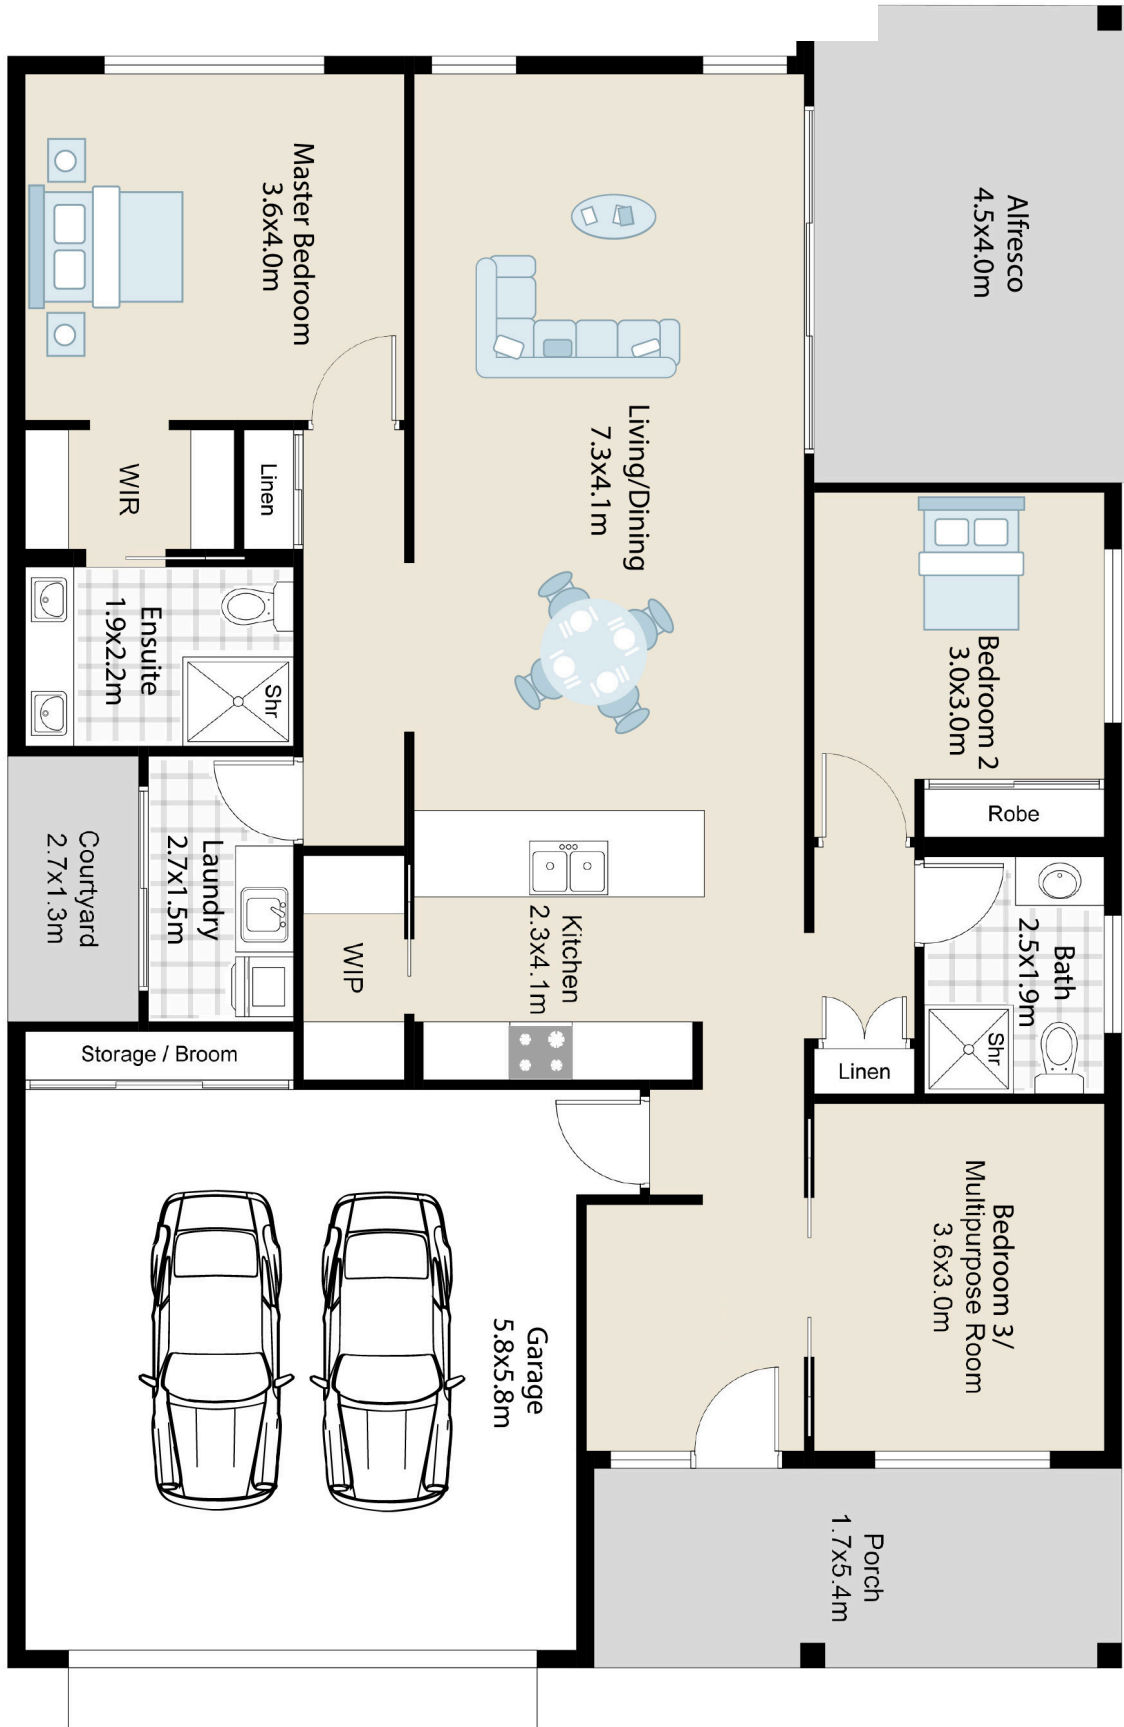 Alfresco
4.5x4.0m
Master Bedroom
3.6x4.0m
Living/Dining
7.3x4.1m
WIR
Linen
Ensuite
1.9x2.2m
Shr
Bedroom 2
3.0x3.0m
Robe
Courtyard
2.7x1.3m
Laundry
2.7x1.5m
WIP
Kitchen
2.3x4.1m
Bath
2.5x1.9m
Shr
Linen
Storage / Broom
Bedroom 3/
Multipurpose Room
3.6x3.0m
Garage
5.8x5.8m
Porch
1.7x5.4m